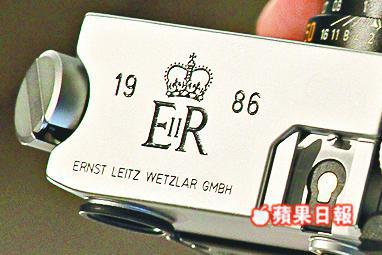 19 86
EIIR
ERNST LEITZ WETZLAR GMBH
蘋果日報